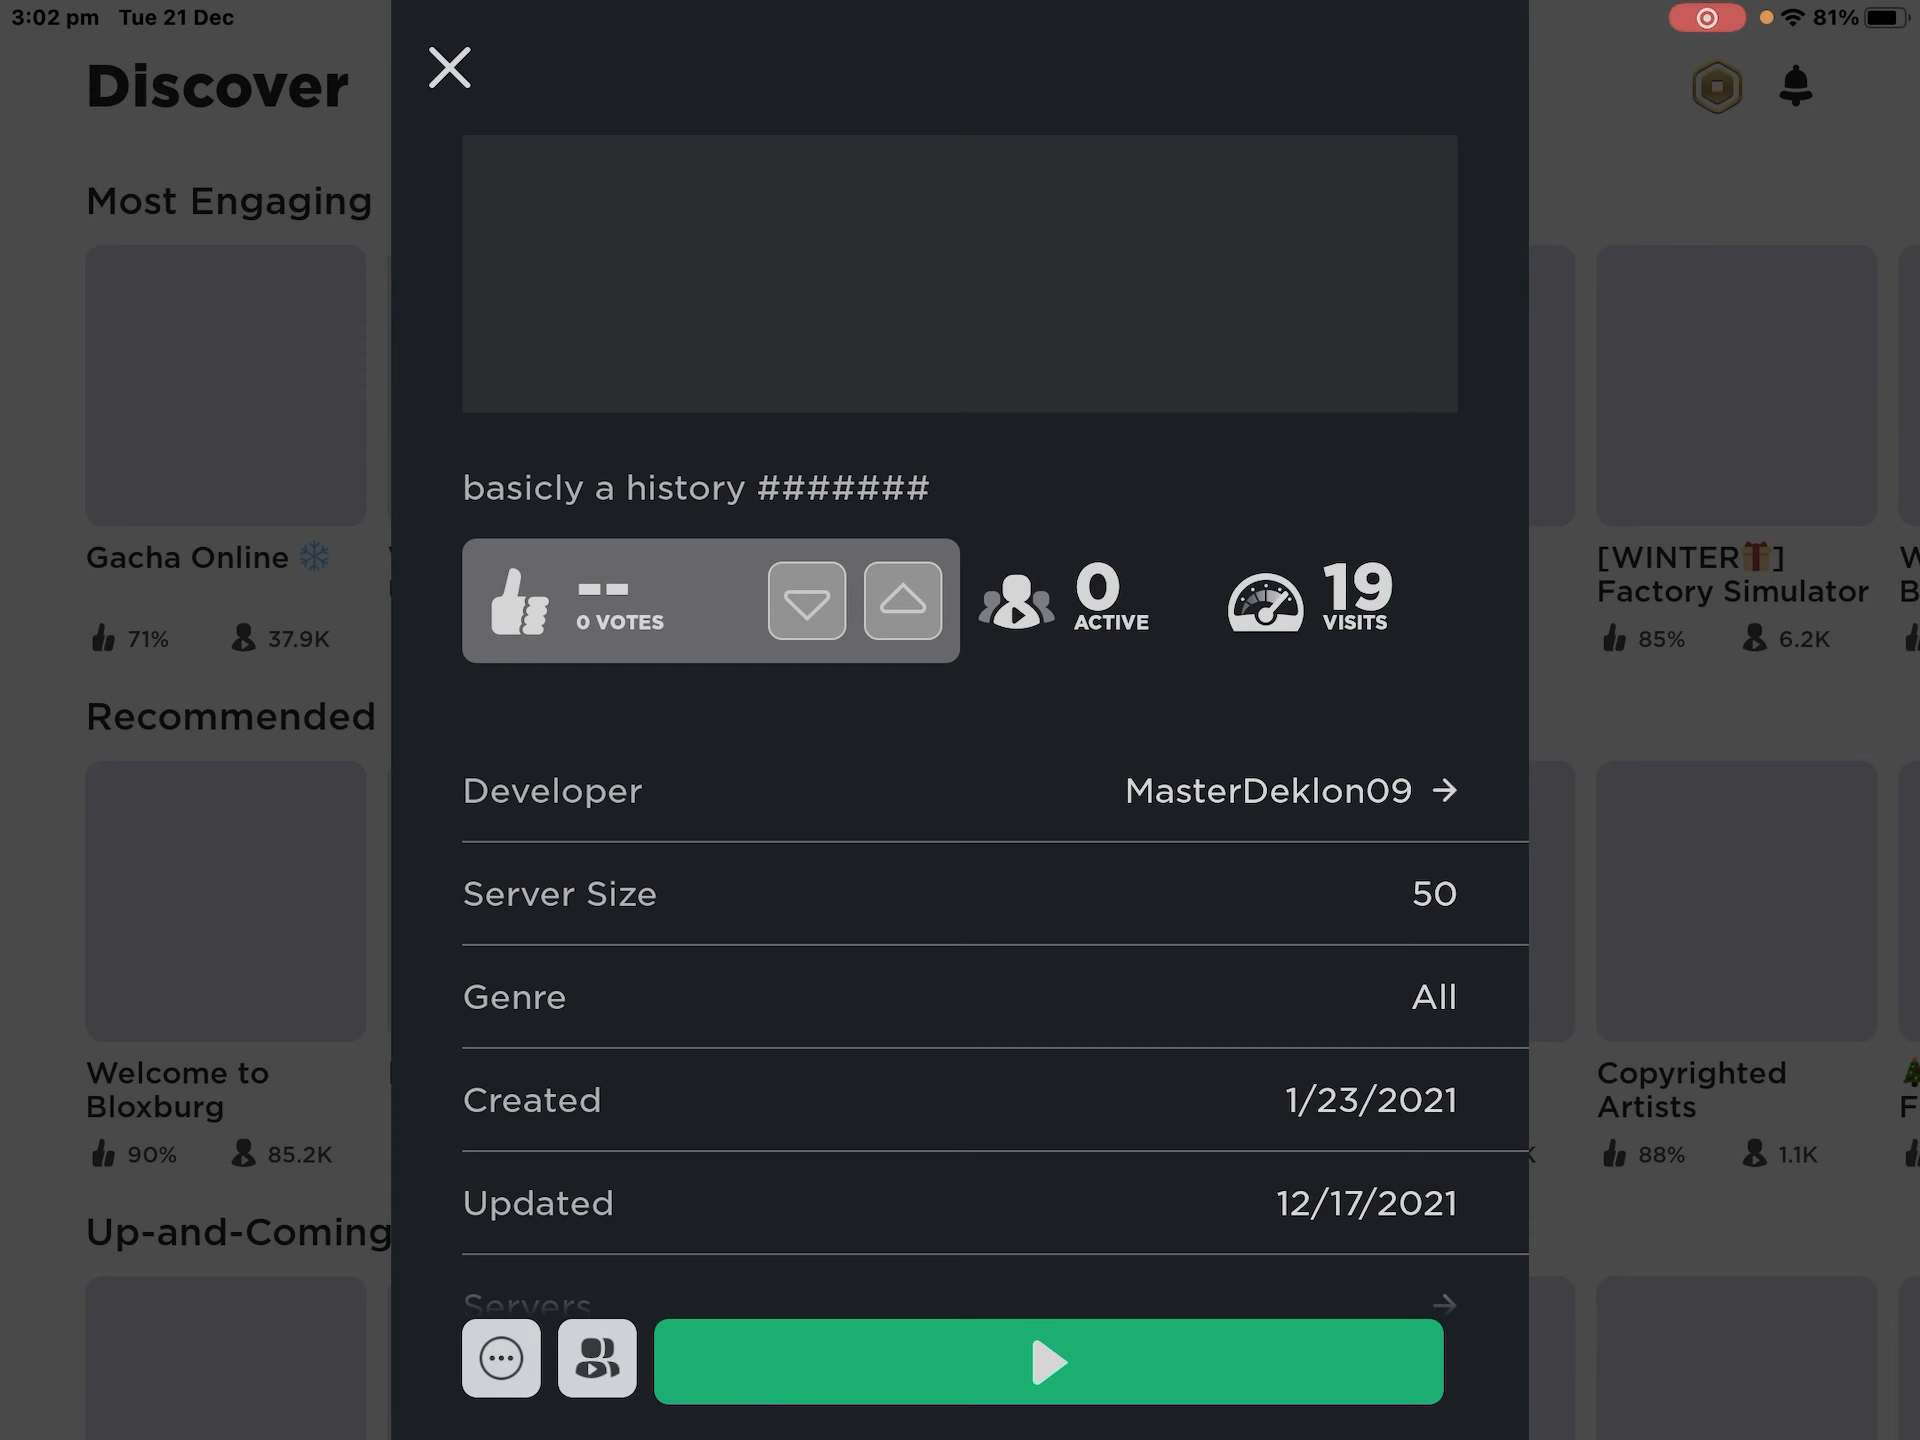 3:02 pm Tue 21 Dec
81%
Discover
Most Engaging
Gacha Online ❄️
71% 37.9K
Recommended
Welcome to
Bloxburg
90% 85.2K
Up-and-Coming
basicly a history #######
--
0 VOTES
0
ACTIVE
19
VISITS
Developer MasterDeklon09 →
Server Size 50
Genre All
Created 1/23/2021
Updated 12/17/2021
Servers →
[WINTER🎁]
Factory Simulator
85% 6.2K
Copyrighted
Artists
88% 1.1K